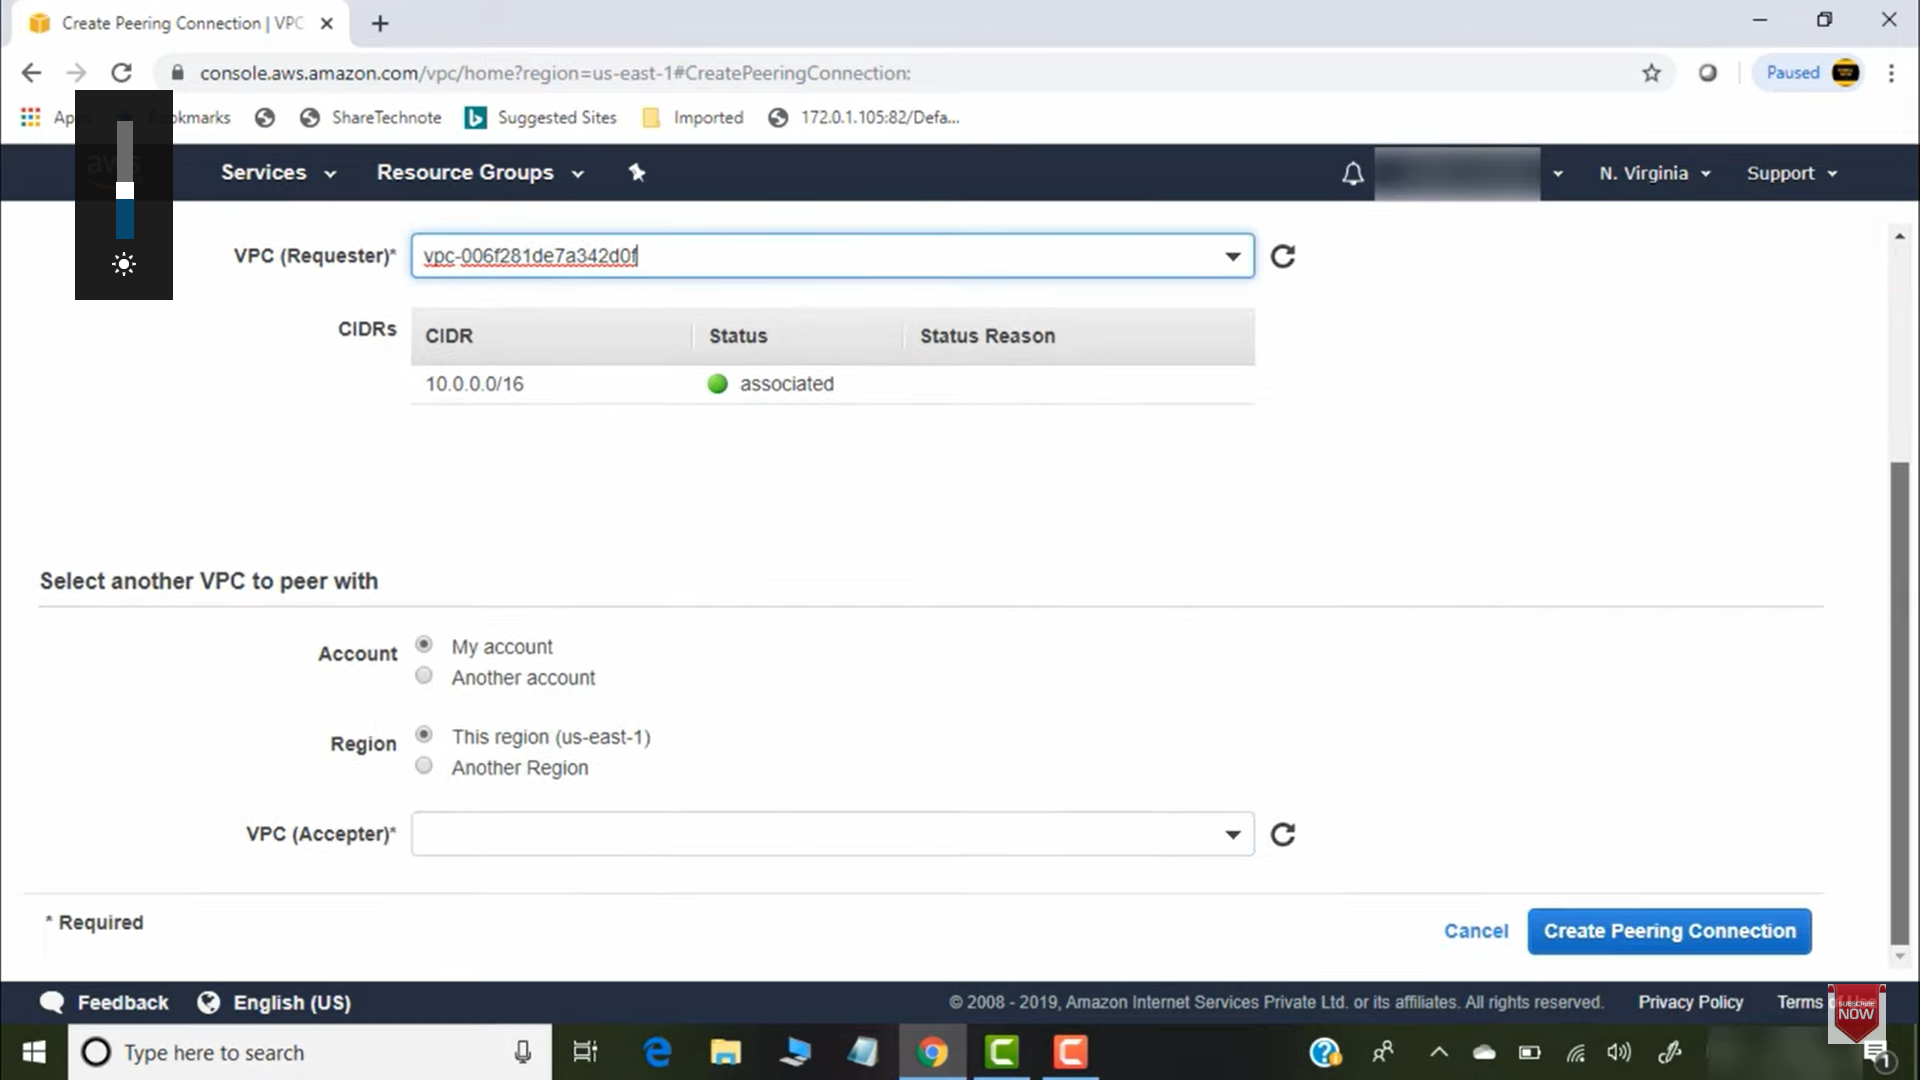 Create Peering Connection | VPC
console.aws.amazon.com/vpc/home?region=us-east-1#CreatePeeringConnection:
Paused
Bookmarks
ShareTechnote
Suggested Sites
Imported
172.0.1.105:82/Defa...
aws
Services
Resource Groups
N. Virginia
Support
VPC (Requester)*
vpc-006f281de7a342d0f
CIDRs
CIDR
Status
Status Reason
10.0.0.0/16
associated
Select another VPC to peer with
Account
My account
Another account
Region
This region (us-east-1)
Another Region
VPC (Accepter)*
* Required
Cancel
Create Peering Connection
Feedback
English (US)
© 2008 - 2019, Amazon Internet Services Private Ltd. or its affiliates. All rights reserved.
Privacy Policy
Terms of Use
SUBSCRIBE
NOW
Type here to search
1